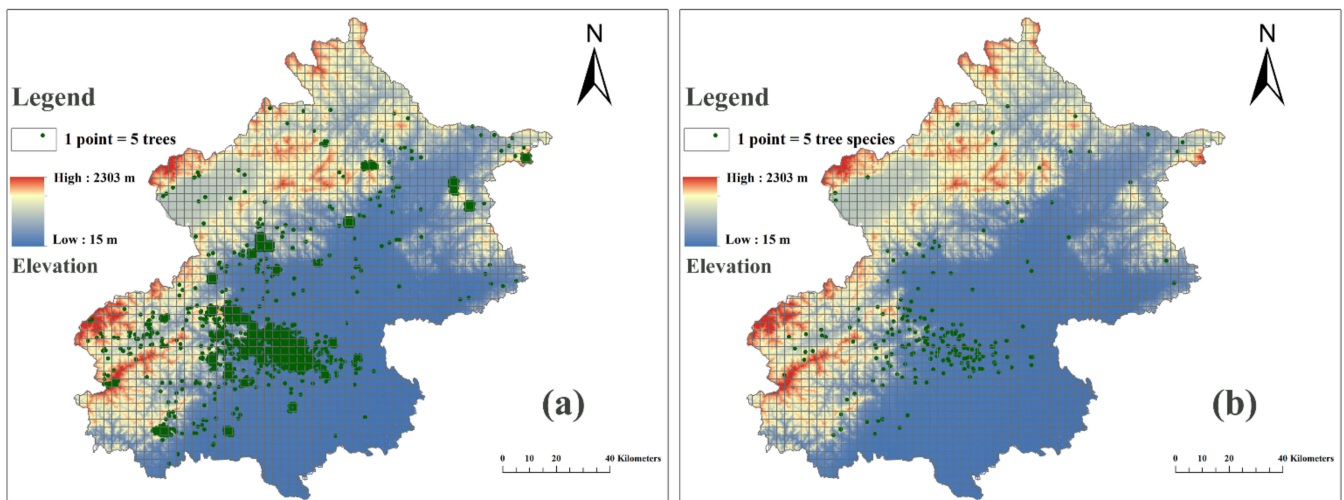 N
Legend
1 point = 5 trees
High : 2303 m
Low : 15 m
Elevation
(a)
0 10 20 40 Kilometers
N
Legend
1 point = 5 tree species
High : 2303 m
Low : 15 m
Elevation
(b)
0 10 20 40 Kilometers